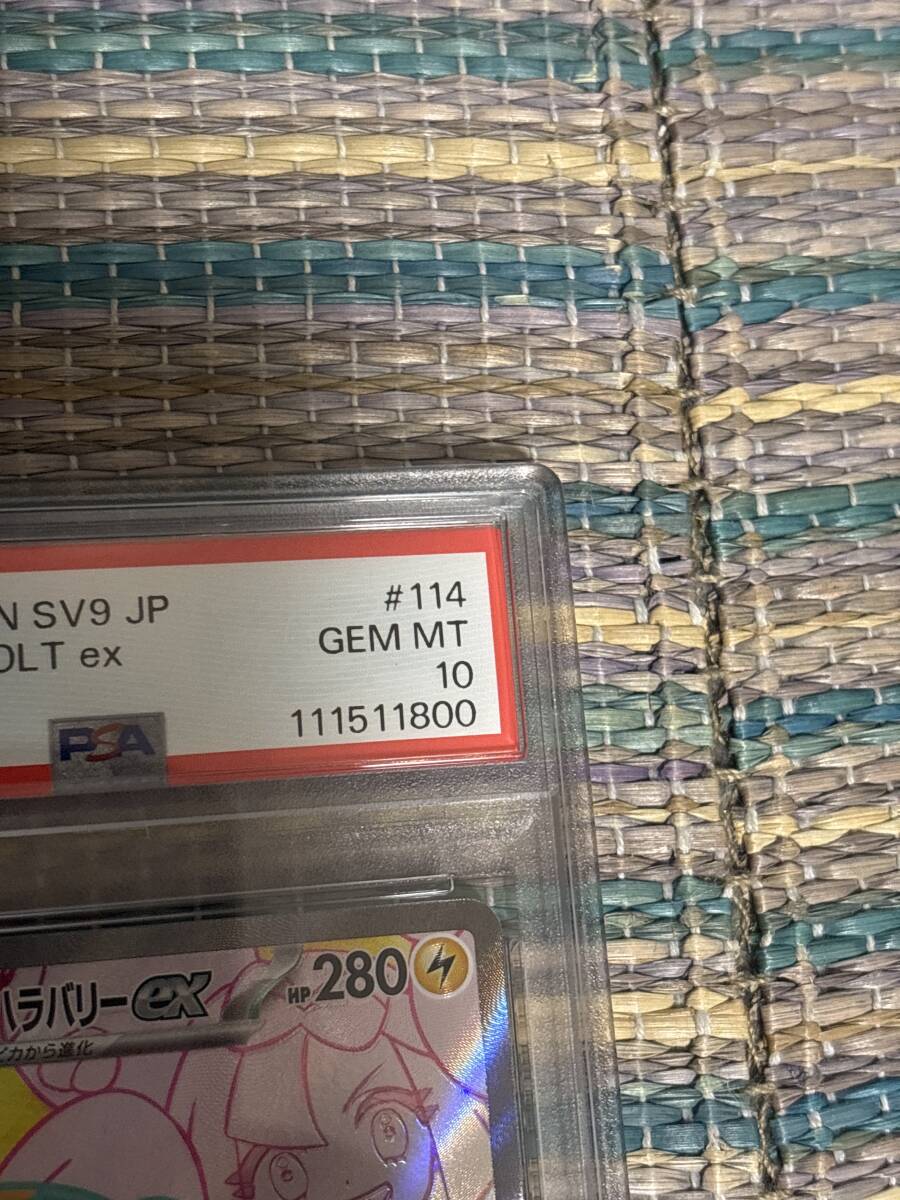 N SV9 JP #114
OLT ex GEM MT
10
PSA 111511800
ハラバリーex HP 280
から進化